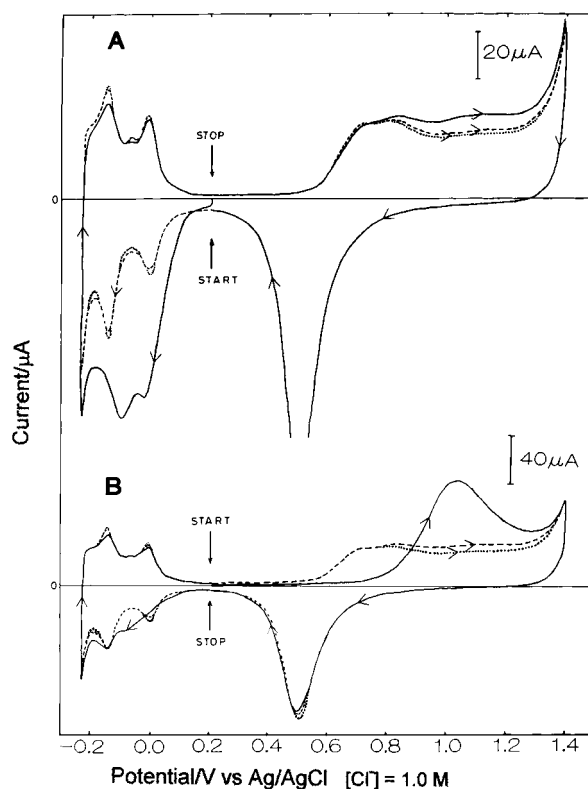 A
20µA
STOP
0
START
Current/µA
40µA
B
START
0
STOP
-0.2 0.0 0.2 0.4 0.6 0.8 1.0 1.2 1.4
Potential/V vs Ag/AgCl [Cl⁻] = 1.0 M